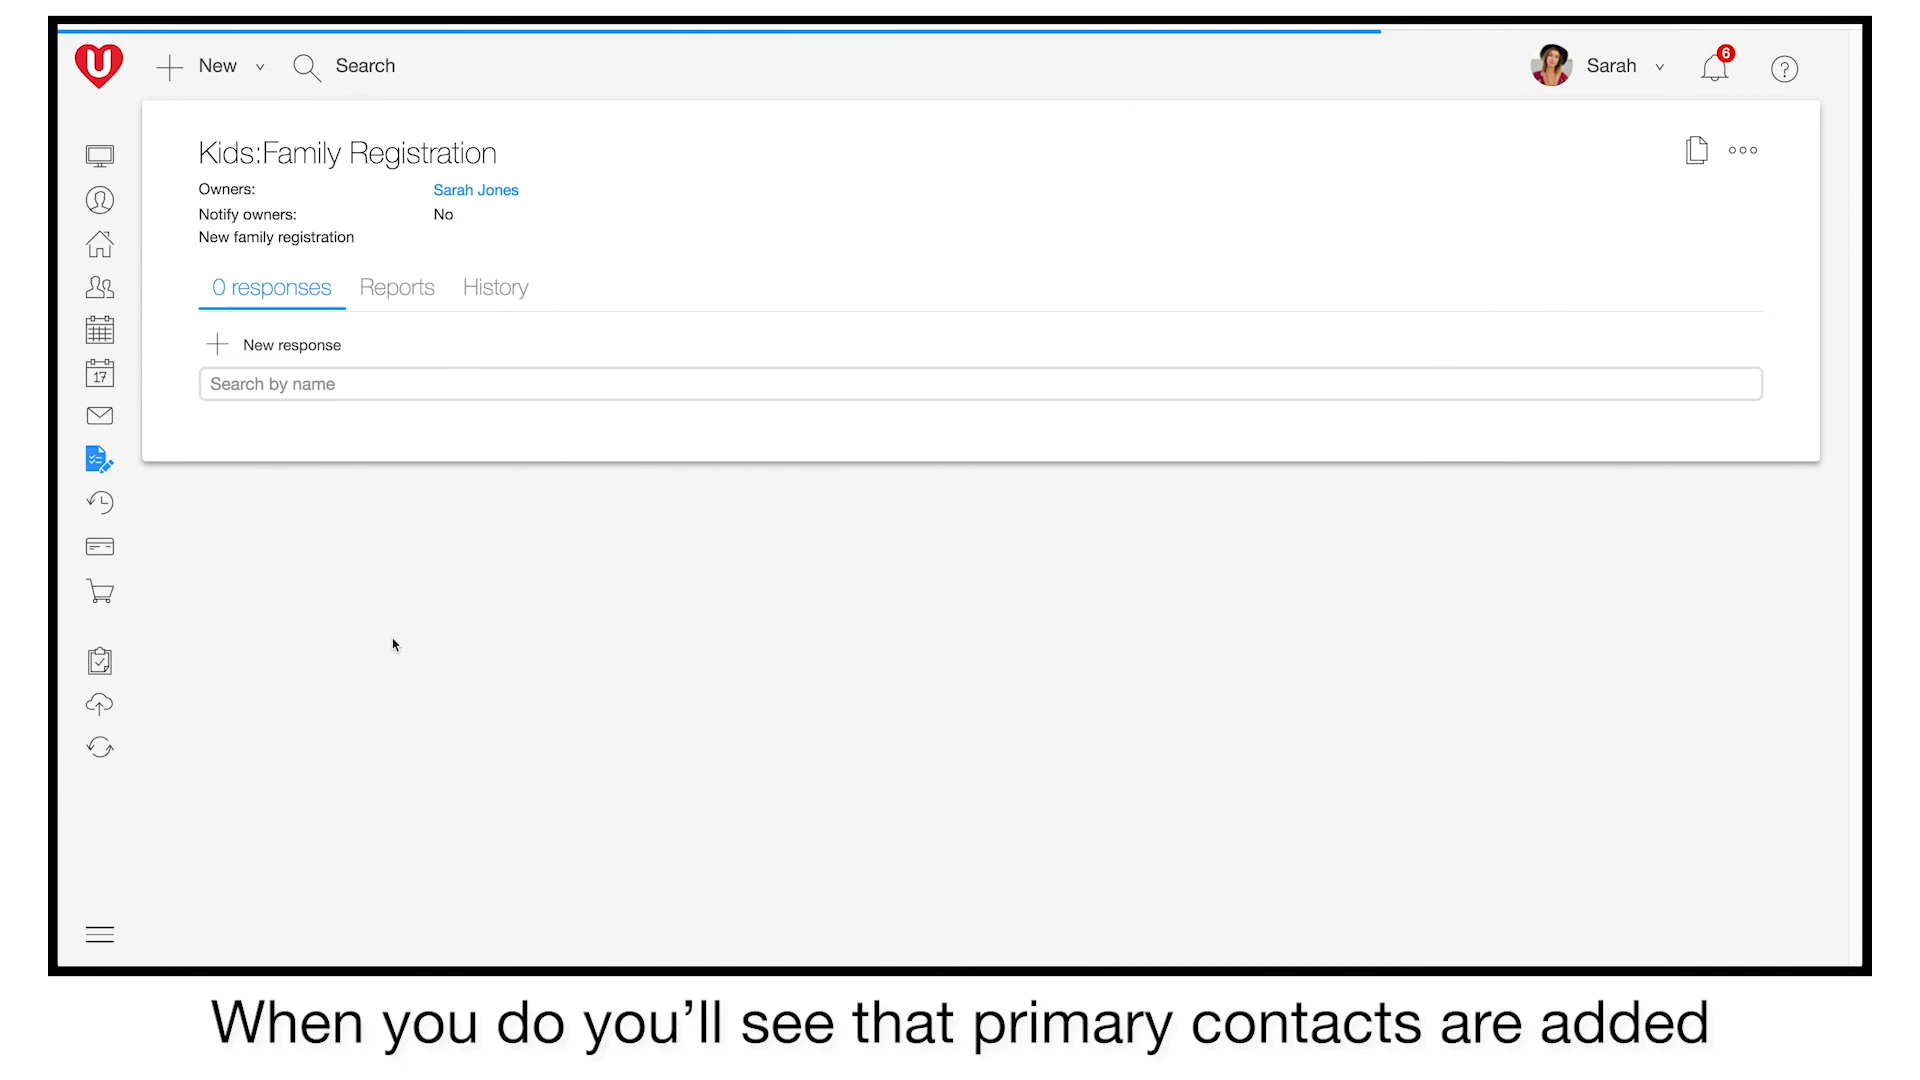 U
New
Search
Sarah
6
?
Kids:Family Registration
Owners: Sarah Jones
Notify owners: No
New family registration
0 responses Reports History
New response
Search by name
17
When you do you’ll see that primary contacts are added